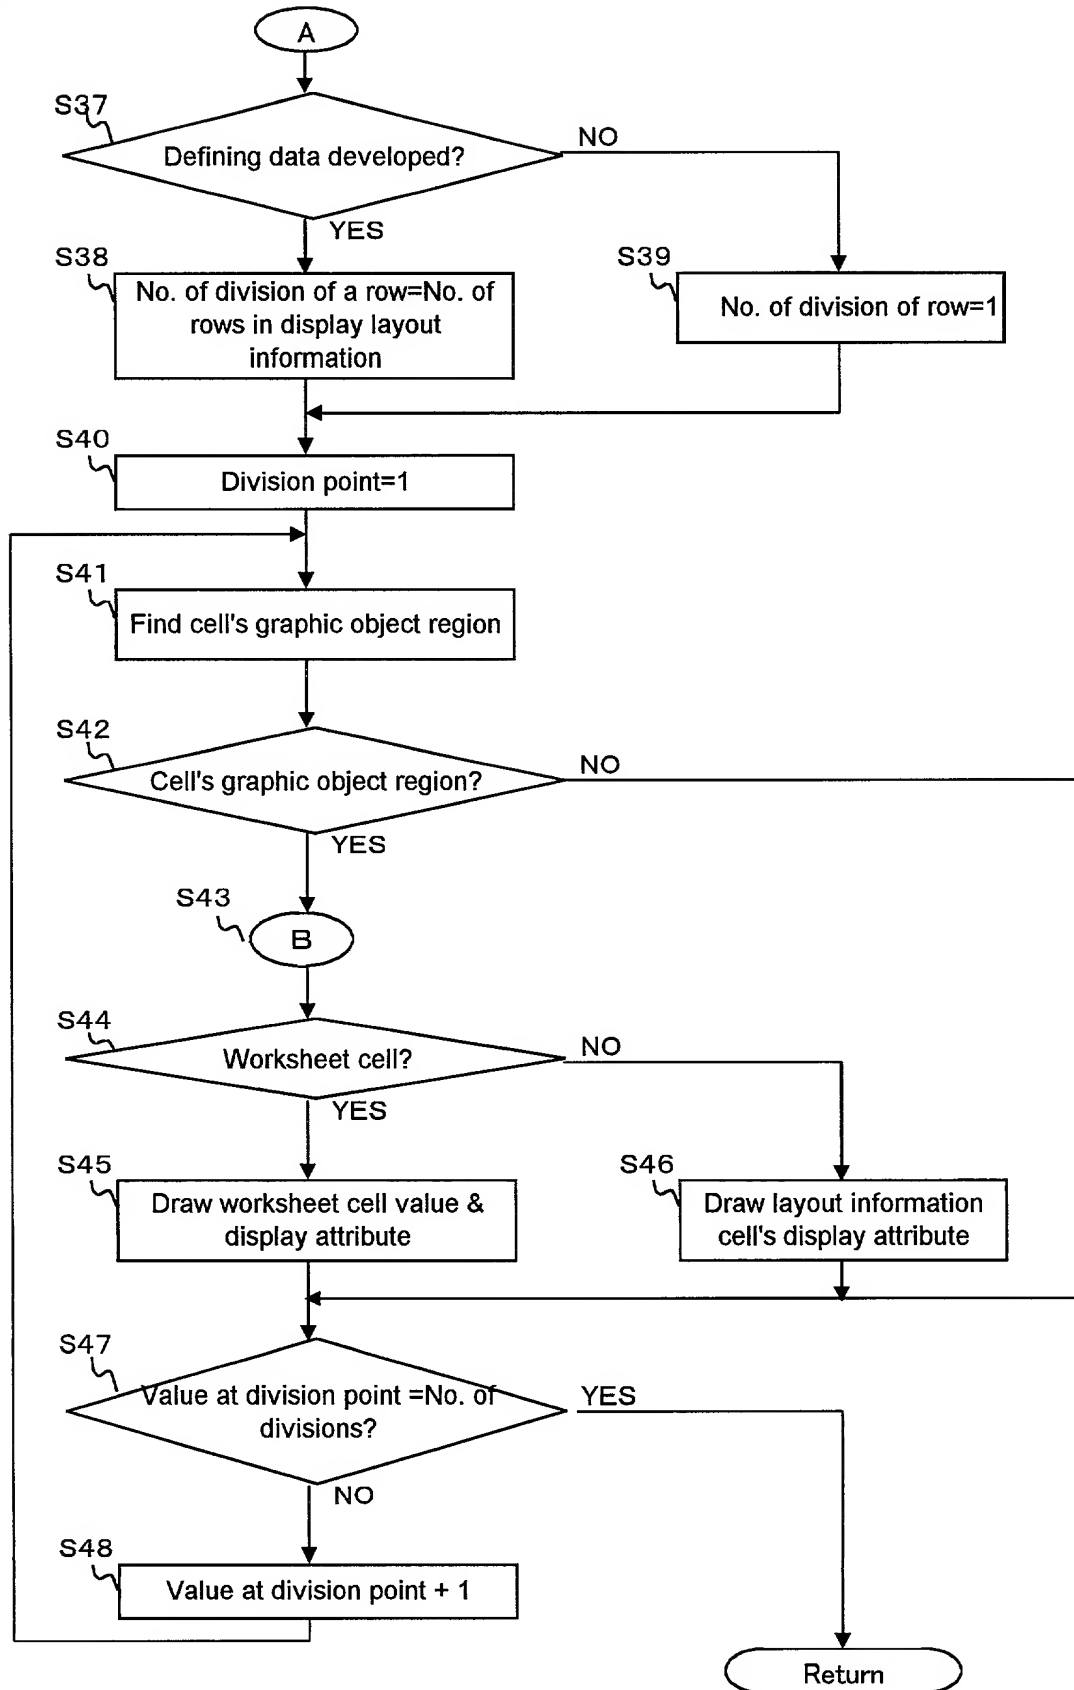 A
S37
Defining data developed?
NO
YES
S38
No. of division of a row=No. of
rows in display layout
information
S39
No. of division of row=1
S40
Division point=1
S41
Find cell's graphic object region
S42
Cell's graphic object region?
NO
YES
S43
B
S44
Worksheet cell?
NO
YES
S45
Draw worksheet cell value &
display attribute
S46
Draw layout information
cell's display attribute
S47
Value at division point =No. of
divisions?
YES
NO
S48
Value at division point + 1
Return